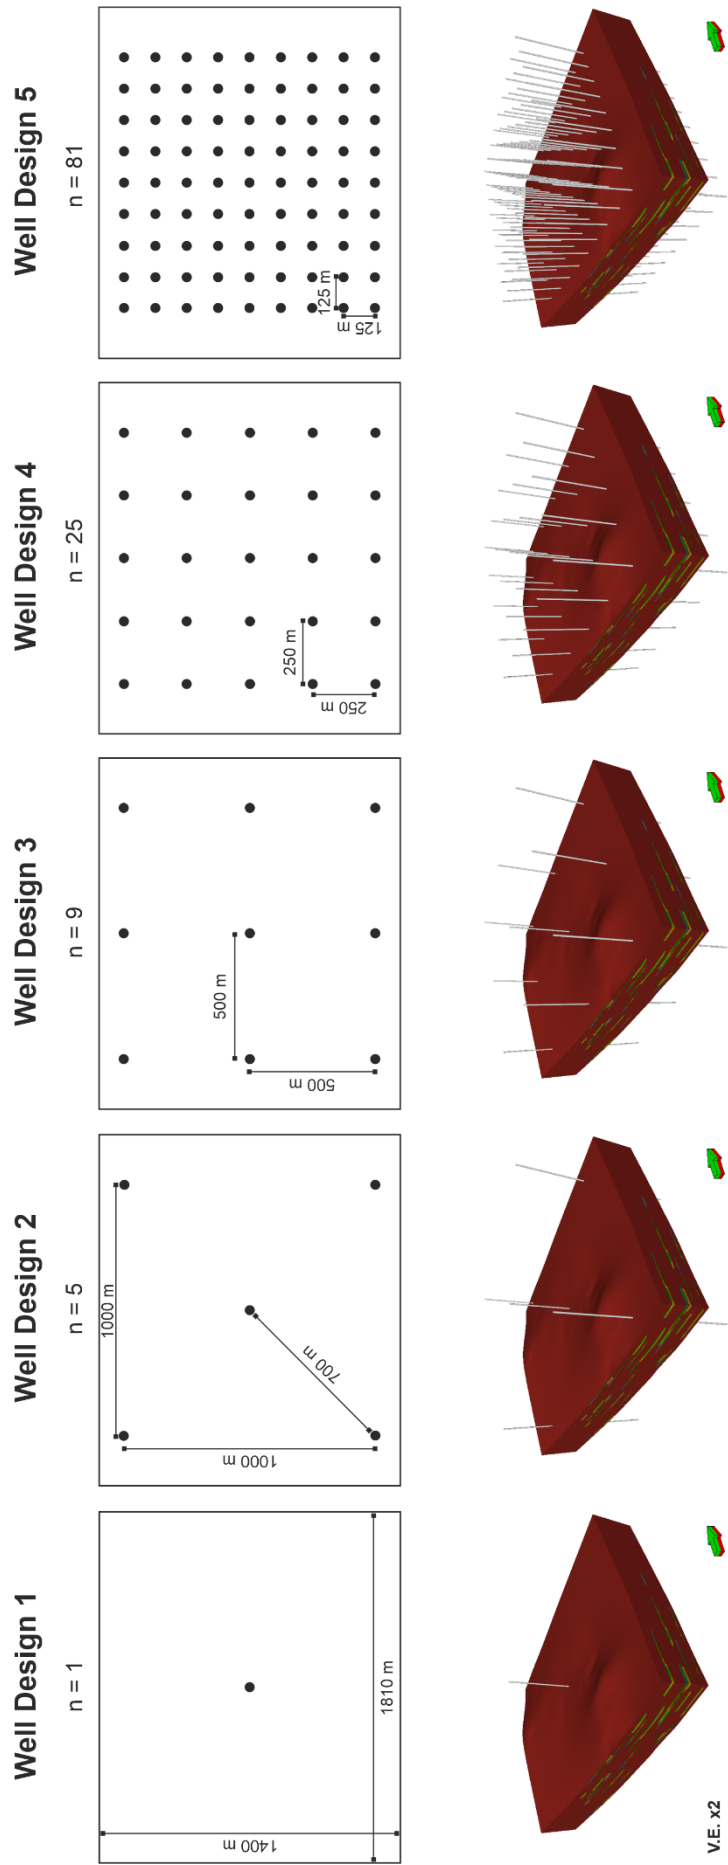 Well Design 1
n = 1
1400 m
1810 m
Well Design 2
n = 5
1000 m
1000 m
700 m
Well Design 3
n = 9
500 m
500 m
Well Design 4
n = 25
250 m
250 m
Well Design 5
n = 81
125 m
125 m
V.E. x2